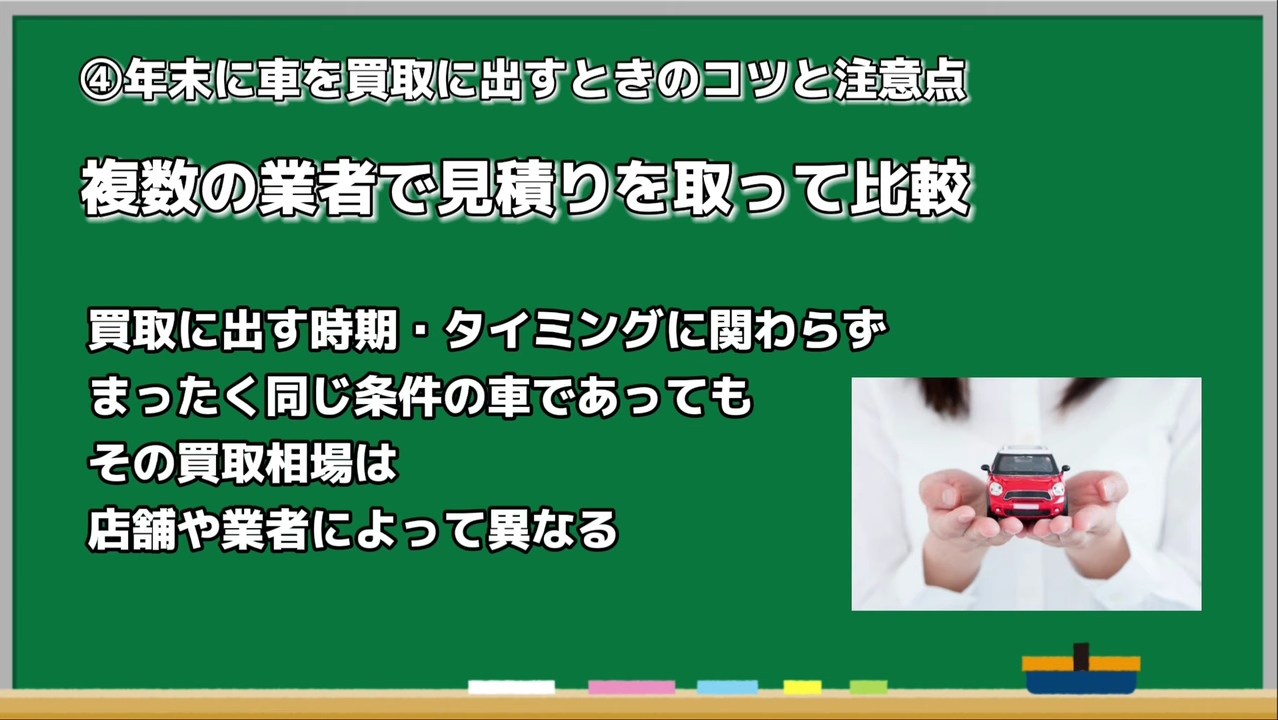 ④年末に車を買取に出すときのコツと注意点
複数の業者で見積りを取って比較
買取に出す時期・タイミングに関わらず
まったく同じ条件の車であっても
その買取相場は
店舗や業者によって異なる